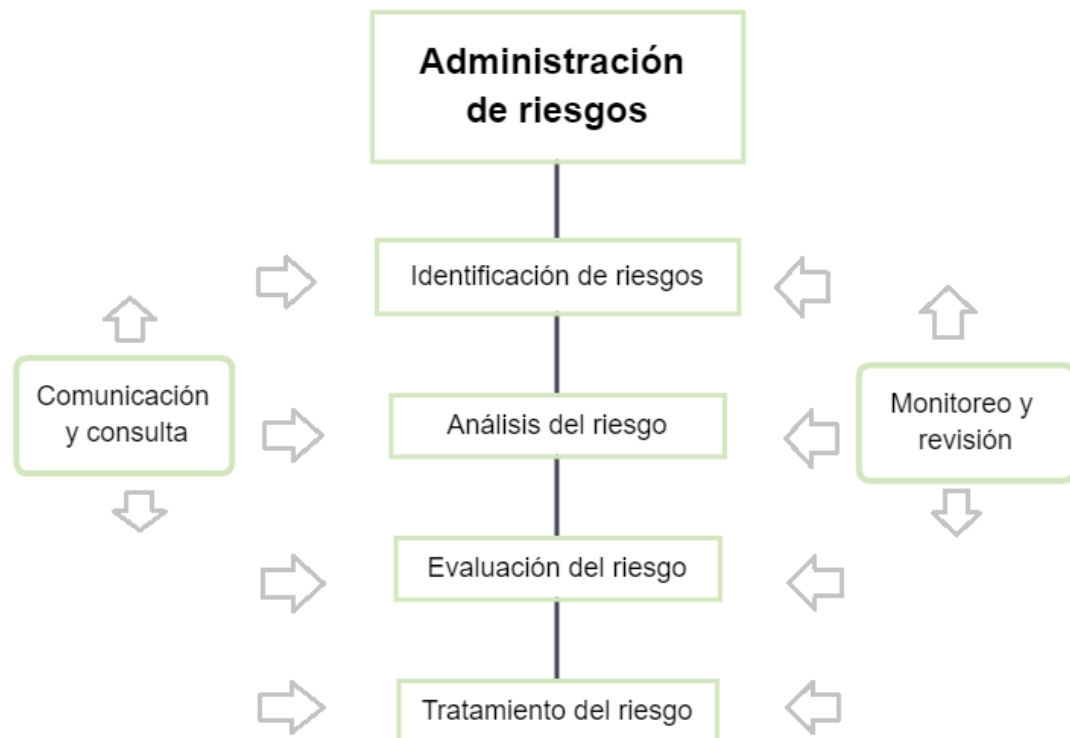 Administración
de riesgos
Identificación de riesgos
Comunicación
y consulta
Análisis del riesgo
Monitoreo y
revisión
Evaluación del riesgo
Tratamiento del riesgo